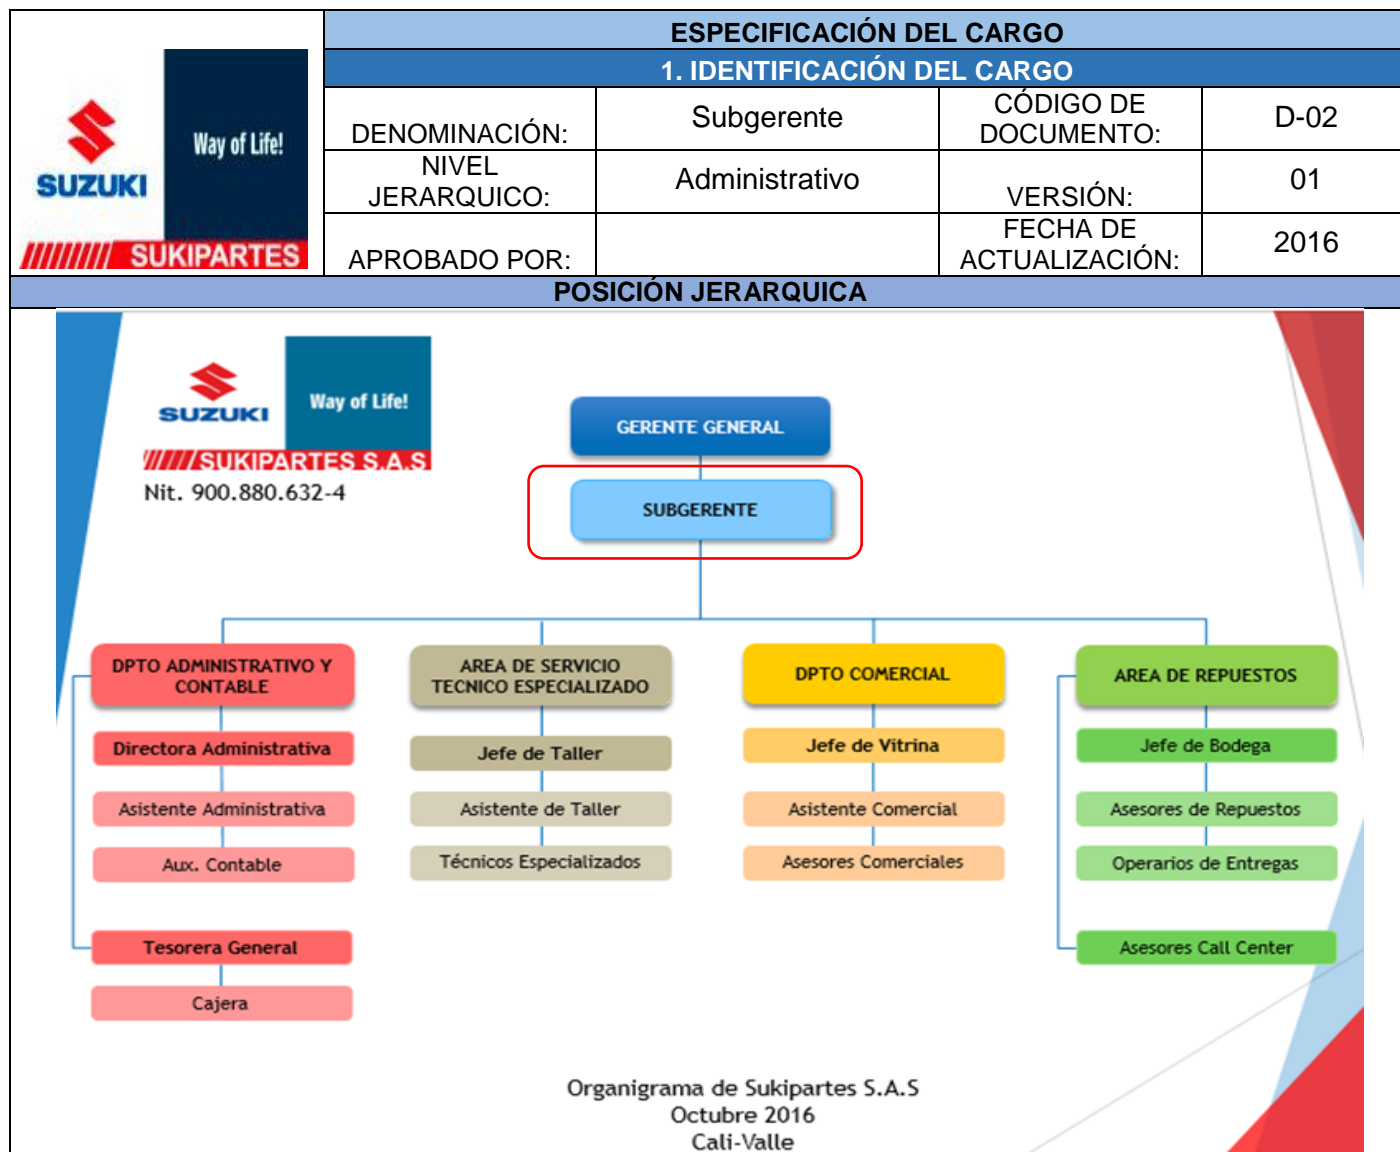 ESPECIFICACIÓN DEL CARGO
1. IDENTIFICACIÓN DEL CARGO
SUZUKI
Way of Life!
SUKIPARTES
DENOMINACIÓN:
Subgerente
CÓDIGO DE
DOCUMENTO:
D-02
NIVEL
JERARQUICO:
Administrativo
VERSIÓN:
01
APROBADO POR:
FECHA DE
ACTUALIZACIÓN:
2016
POSICIÓN JERARQUICA
SUZUKI
Way of Life!
SUKIPARTES S.A.S
Nit. 900.880.632-4
GERENTE GENERAL
SUBGERENTE
DPTO ADMINISTRATIVO Y
CONTABLE
Directora Administrativa
Asistente Administrativa
Aux. Contable
Tesorera General
Cajera
AREA DE SERVICIO
TECNICO ESPECIALIZADO
Jefe de Taller
Asistente de Taller
Técnicos Especializados
DPTO COMERCIAL
Jefe de Vitrina
Asistente Comercial
Asesores Comerciales
AREA DE REPUESTOS
Jefe de Bodega
Asesores de Repuestos
Operarios de Entregas
Asesores Call Center
Organigrama de Sukipartes S.A.S
Octubre 2016
Cali-Valle